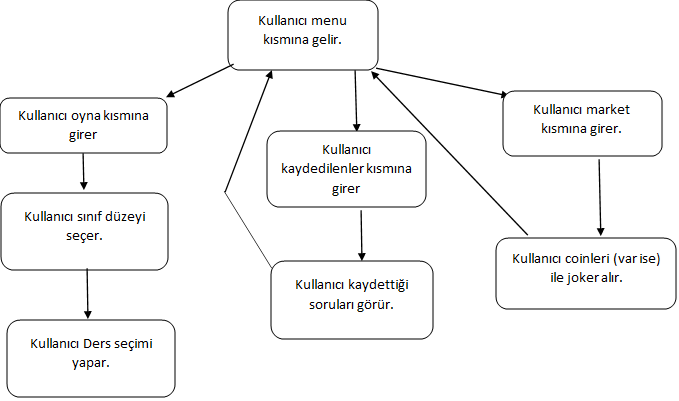 Kullanıcı menu
kısmına gelir.
Kullanıcı oyna kısmına
girer
Kullanıcı
kaydedilenler kısmına
girer
Kullanıcı market
kısmına girer.
Kullanıcı sınıf düzeyi
seçer.
Kullanıcı kaydettiği
soruları görür.
Kullanıcı coinleri (var ise)
ile joker alır.
Kullanıcı Ders seçimi
yapar.